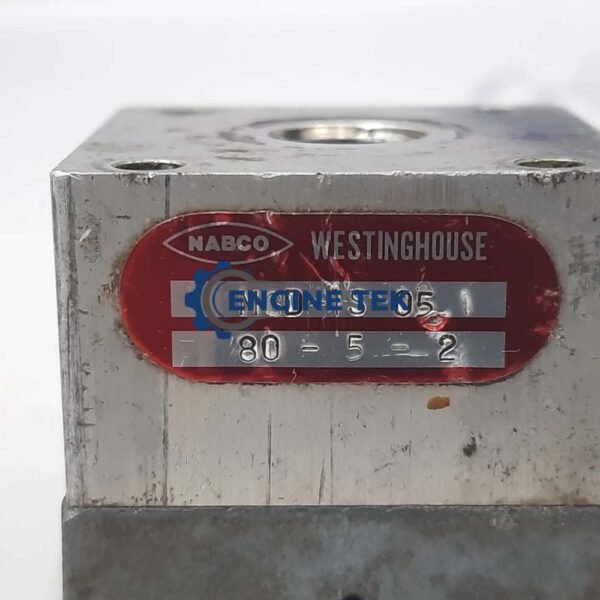 NABCO WESTINGHOUSE
ENGINE TEK
80 - 5 - 2